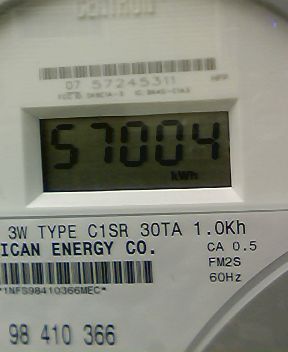 CENTRON
07 57245311
57004
kWh
3W TYPE C1SR 30TA 1.0Kh
ICAN ENERGY CO.
CA 0.5
FM2S
60Hz
*1NFS98410366MEC*
98 410 366